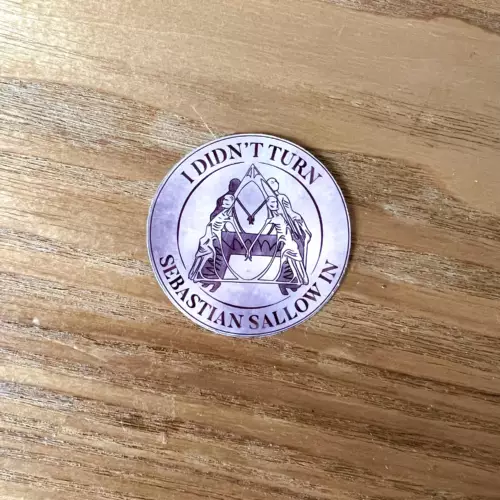 I DIDN'T TURN
SEBASTIAN SALLOW IN